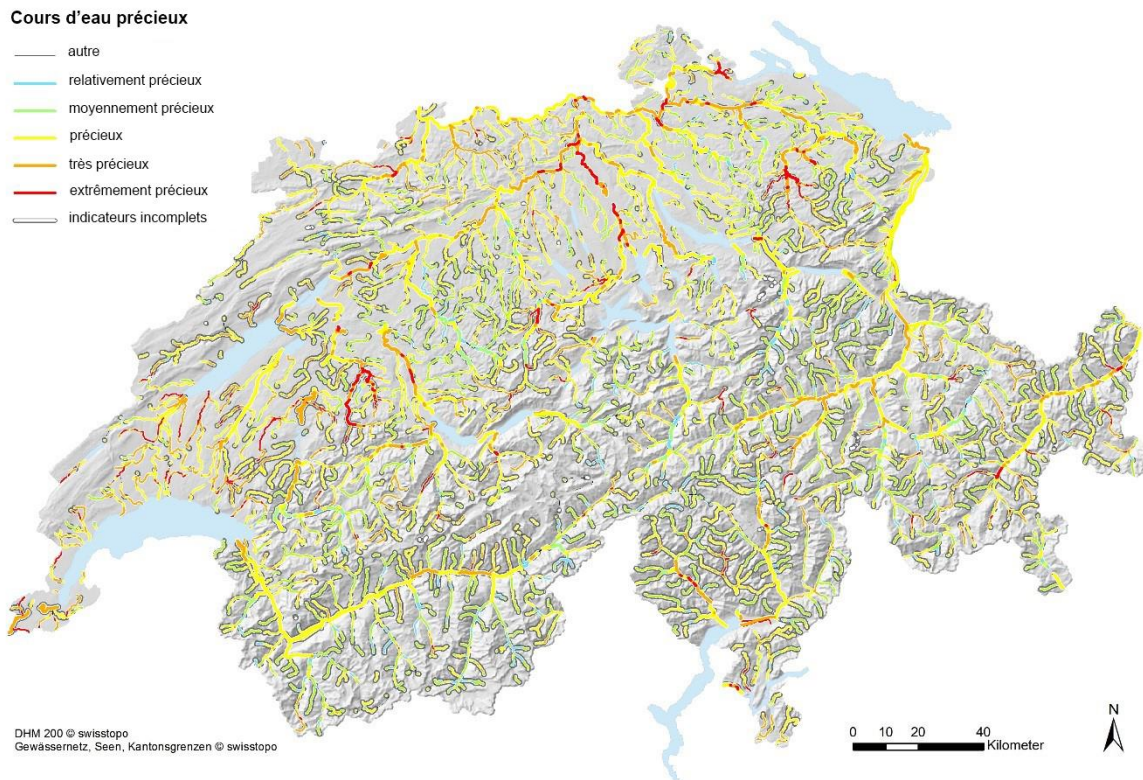 Cours d'eau précieux
autre
relativement précieux
moyennement précieux
précieux
très précieux
extrêmement précieux
indicateurs incomplets
DHM 200 © swisstopo
Gewässernetz, Seen, Kantonsgrenzen © swisstopo
0 10 20 40
Kilometer
N